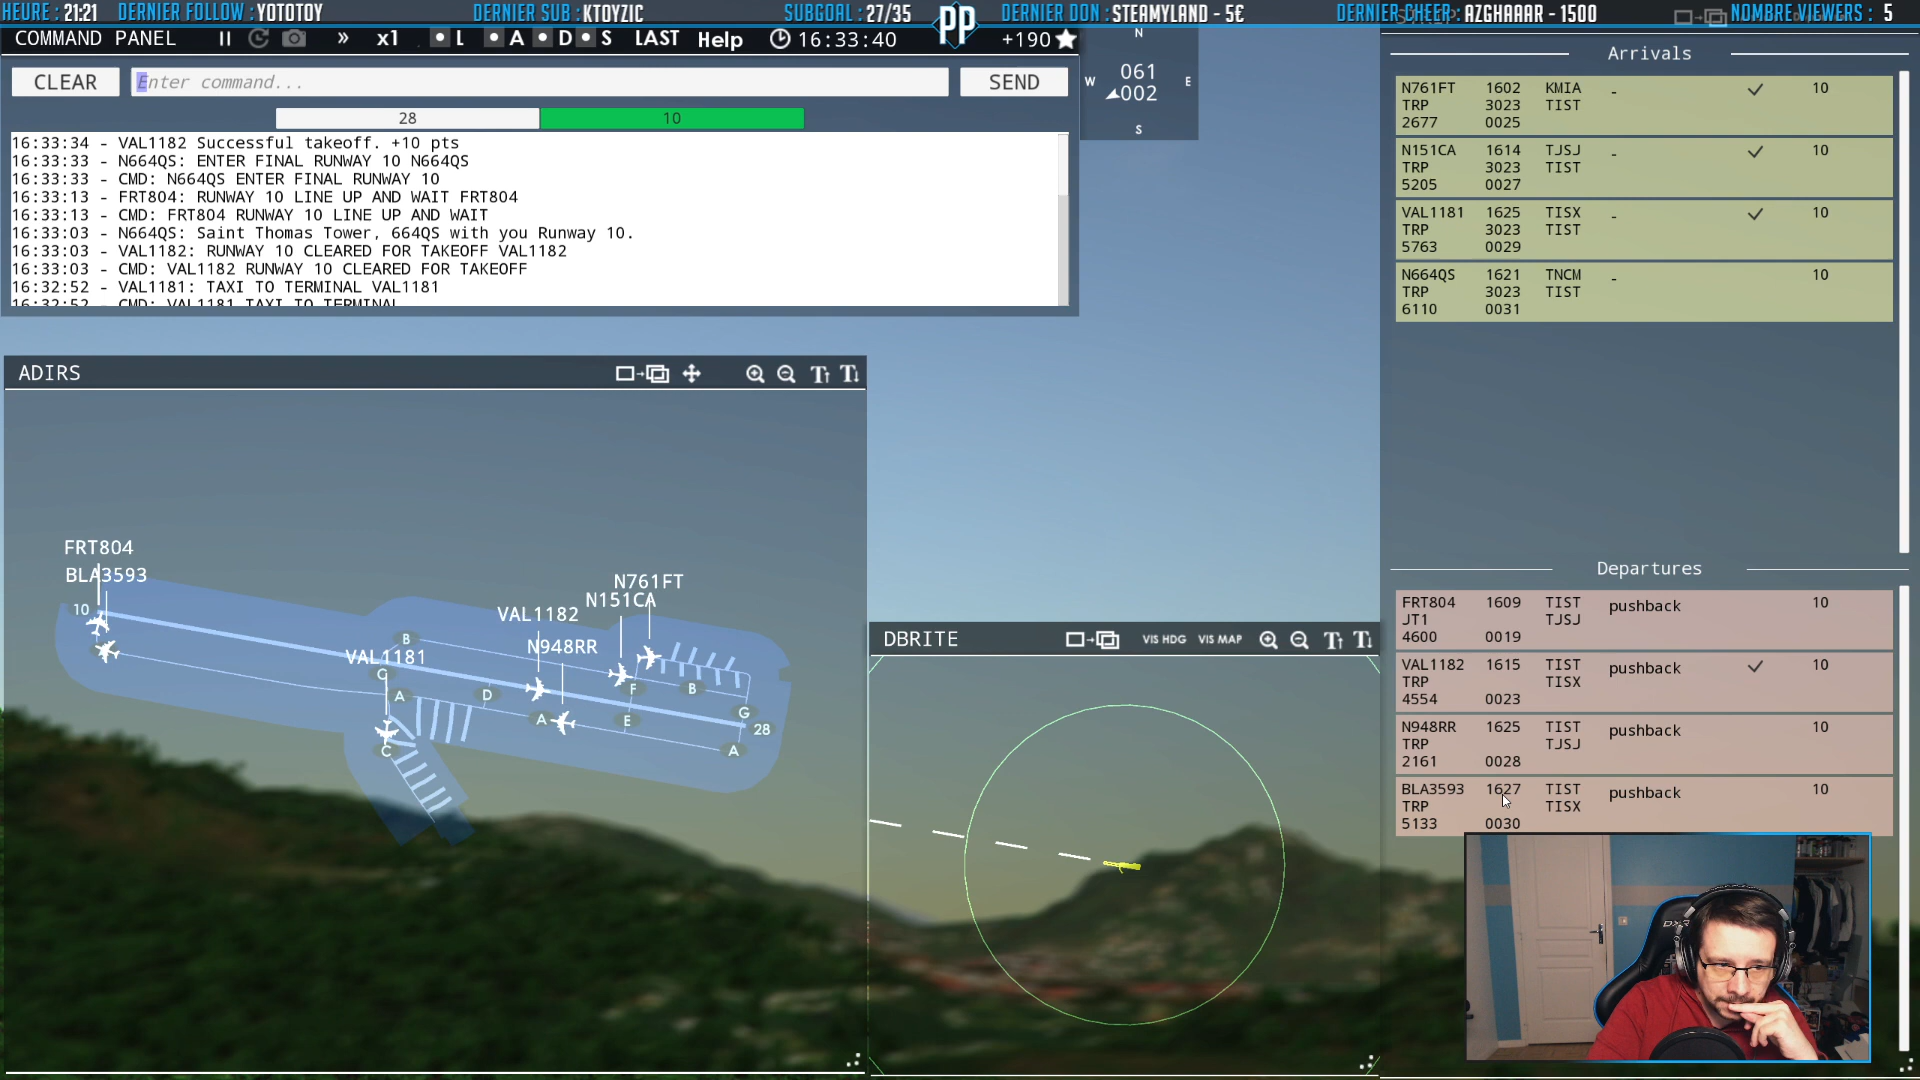 HEURE : 21:21 DERNIER FOLLOW : YOTOTOY DERNIER SUB : KTOYZIC SUBGOAL : 27/35 PP DERNIER DON : STEAMYLAND - 5€ DERNIER CHEER : AZGHAAAR - 1500 NOMBRE VIEWERS : 5
COMMAND PANEL x1 L A D S LAST Help 16:33:40 +190
CLEAR Enter command... SEND
28 10
16:33:34 - VAL1182 Successful takeoff. +10 pts
16:33:33 - N664QS: ENTER FINAL RUNWAY 10 N664QS
16:33:33 - CMD: N664QS ENTER FINAL RUNWAY 10
16:33:13 - FRT804: RUNWAY 10 LINE UP AND WAIT FRT804
16:33:13 - CMD: FRT804 RUNWAY 10 LINE UP AND WAIT
16:33:03 - N664QS: Saint Thomas Tower, 664QS with you Runway 10.
16:33:03 - VAL1182: RUNWAY 10 CLEARED FOR TAKEOFF VAL1182
16:33:03 - CMD: VAL1182 RUNWAY 10 CLEARED FOR TAKEOFF
16:32:52 - VAL1181: TAXI TO TERMINAL VAL1181
16:32:52 - CMD: VAL1181 TAXI TO TERMINAL
N
W 061 E
002
S
Arrivals
N761FT 1602 KMIA - 10
TRP 3023 TIST
2677 0025
N151CA 1614 TJSJ - 10
TRP 3023 TIST
5205 0027
VAL1181 1625 TISX - 10
TRP 3023 TIST
5763 0029
N664QS 1621 TNCM - 10
TRP 3023 TIST
6110 0031
ADIRS
FRT804
BLA3593
10
N761FT
N151CA
VAL1182
N948RR
VAL1181
B
C
A
D
F
B
A
E
G
28
A
C
DBRITE VIS HDG VIS MAP
Departures
FRT804 1609 TIST pushback 10
JT1 TJSJ
4600 0019
VAL1182 1615 TIST pushback 10
TRP TISX
4554 0023
N948RR 1625 TIST pushback 10
TRP TJSJ
2161 0028
BLA3593 1627 TIST pushback 10
TRP TISX
5133 0030